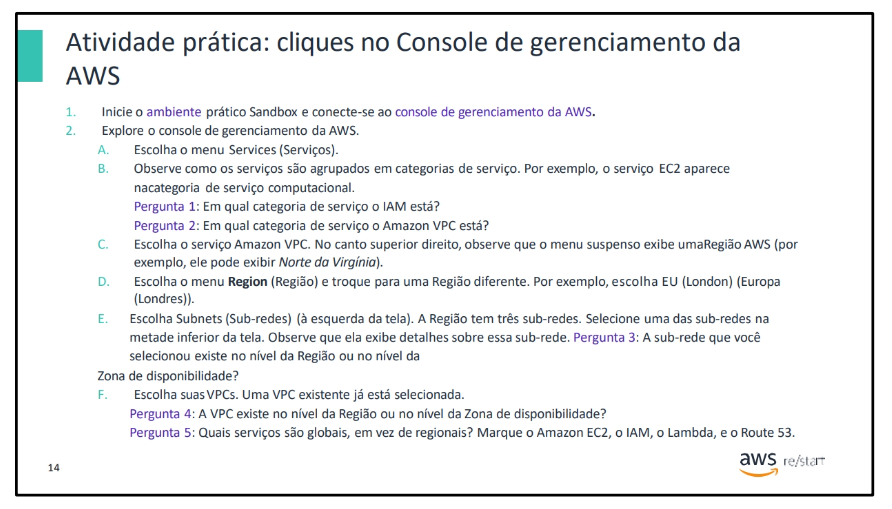 Atividade prática: cliques no Console de gerenciamento da
AWS
1. Inicie o ambiente prático Sandbox e conecte-se ao console de gerenciamento da AWS.
2. Explore o console de gerenciamento da AWS.
A. Escolha o menu Services (Serviços).
B. Observe como os serviços são agrupados em categorias de serviço. Por exemplo, o serviço EC2 aparece
nacategoria de serviço computacional.
Pergunta 1: Em qual categoria de serviço o IAM está?
Pergunta 2: Em qual categoria de serviço o Amazon VPC está?
C. Escolha o serviço Amazon VPC. No canto superior direito, observe que o menu suspenso exibe umaRegião AWS (por
exemplo, ele pode exibir Norte da Virgínia).
D. Escolha o menu Region (Região) e troque para uma Região diferente. Por exemplo, escolha EU (London) (Europa
(Londres)).
E. Escolha Subnets (Sub-redes) (à esquerda da tela). A Região tem três sub-redes. Selecione uma das sub-redes na
metade inferior da tela. Observe que ela exibe detalhes sobre essa sub-rede. Pergunta 3: A sub-rede que você
selecionou existe no nível da Região ou no nível da
Zona de disponibilidade?
F. Escolha suasVPCs. Uma VPC existente já está selecionada.
Pergunta 4: A VPC existe no nível da Região ou no nível da Zona de disponibilidade?
Pergunta 5: Quais serviços são globais, em vez de regionais? Marque o Amazon EC2, o IAM, o Lambda, e o Route 53.
14
aws re/start